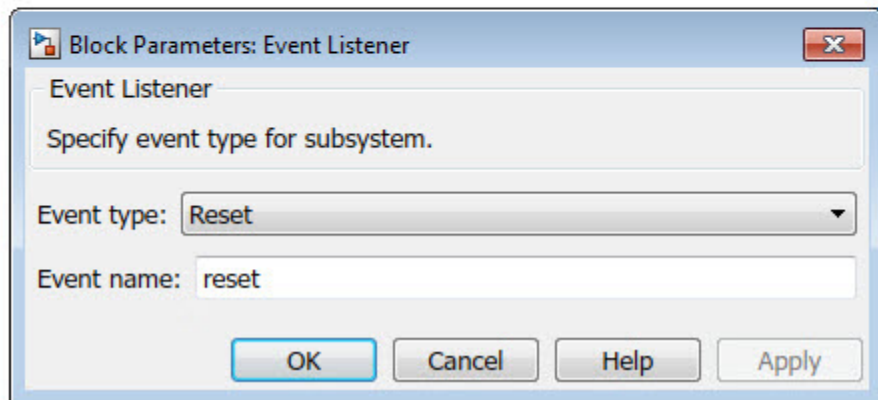 Block Parameters: Event Listener
Event Listener
Specify event type for subsystem.
Event type: Reset
Event name: reset
OK Cancel Help Apply